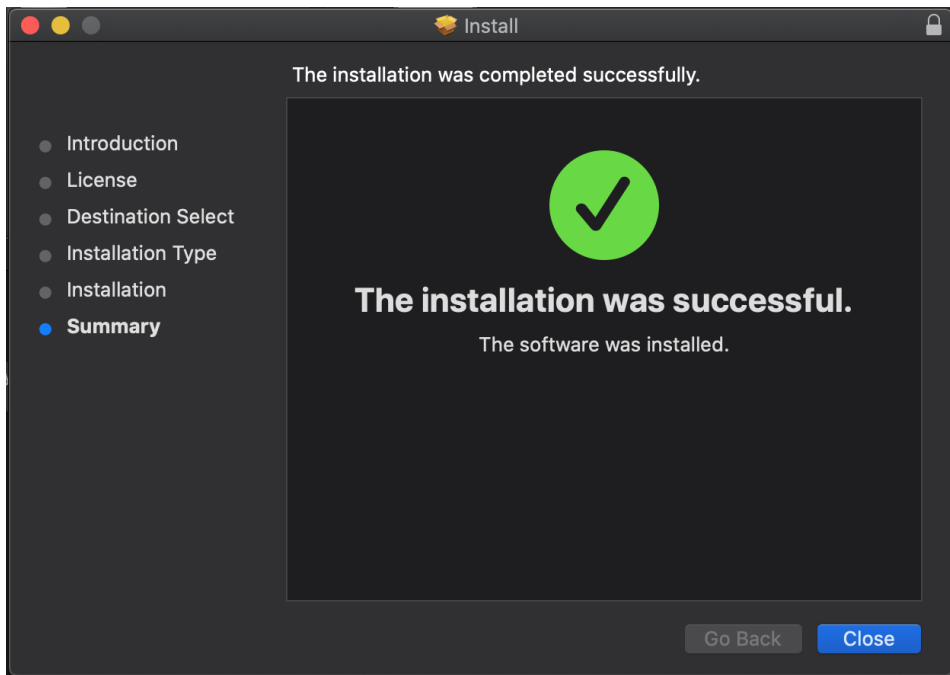 Install
The installation was completed successfully.
Introduction
License
Destination Select
Installation Type
Installation
Summary
The installation was successful.
The software was installed.
Go Back
Close